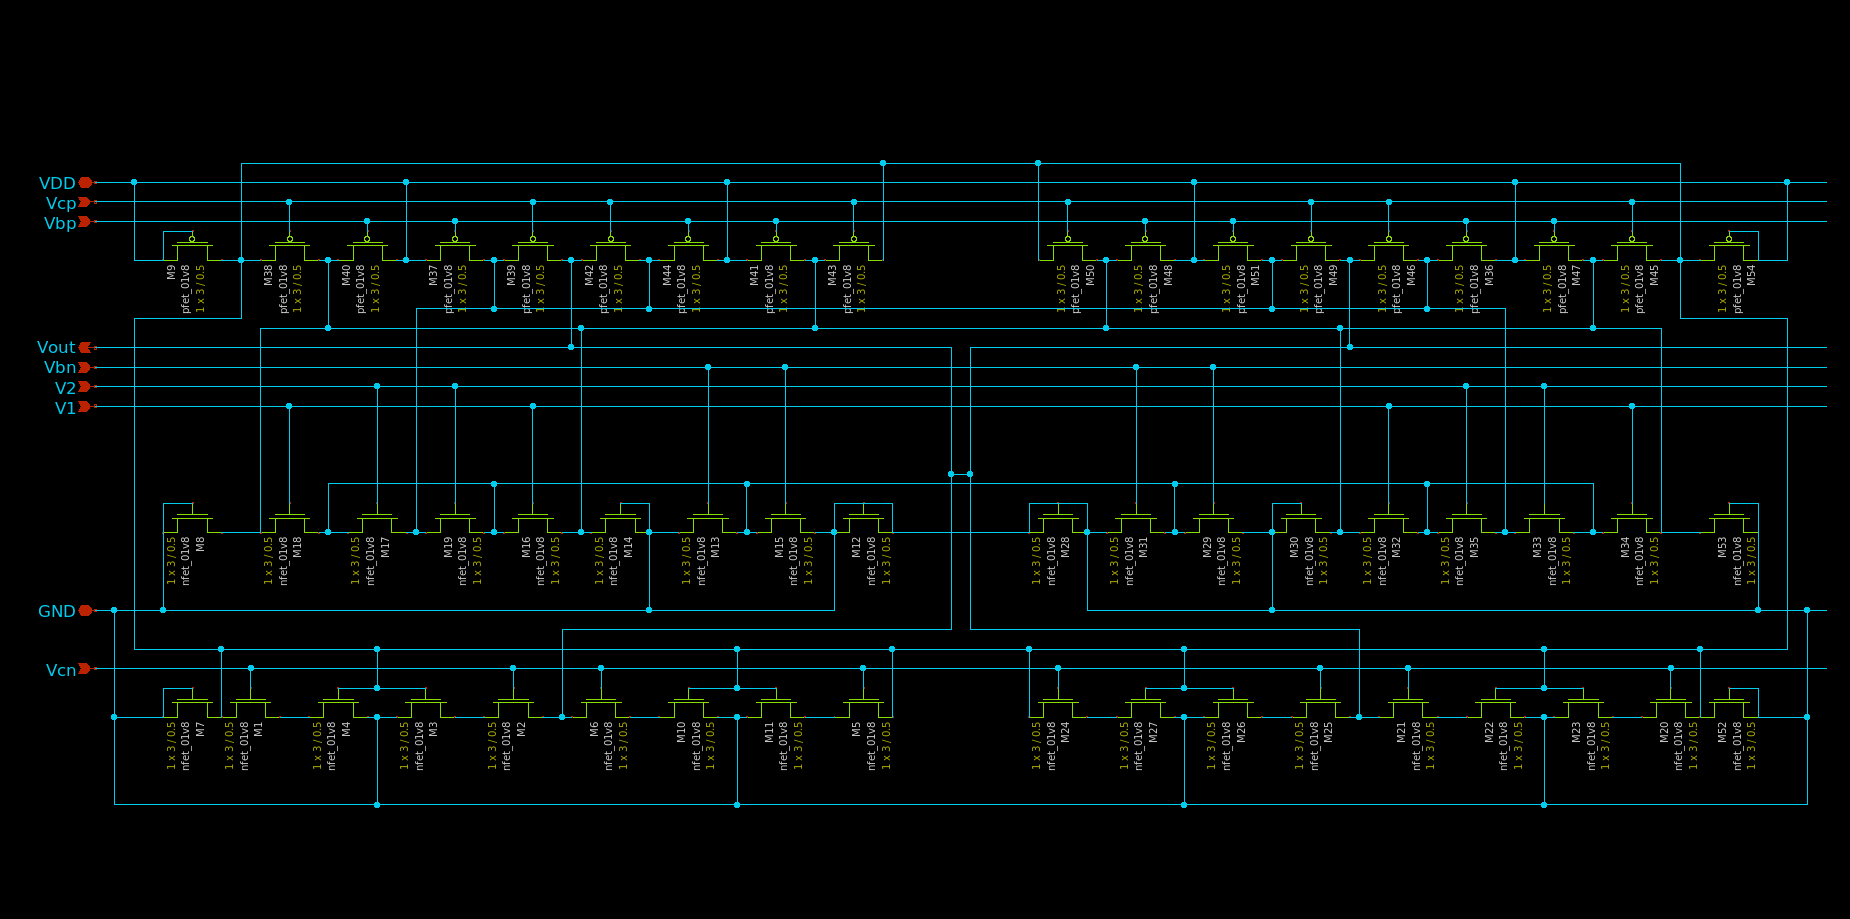 VDD
Vcp
Vbp
M9
pfet_01v8
1 x 3 / 0.5
M38
pfet_01v8
1 x 3 / 0.5
M40
pfet_01v8
1 x 3 / 0.5
M37
pfet_01v8
1 x 3 / 0.5
M39
pfet_01v8
1 x 3 / 0.5
M42
pfet_01v8
1 x 3 / 0.5
M44
pfet_01v8
1 x 3 / 0.5
M41
pfet_01v8
1 x 3 / 0.5
M43
pfet_01v8
1 x 3 / 0.5
1 x 3 / 0.5
pfet_01v8
M50
1 x 3 / 0.5
pfet_01v8
M48
1 x 3 / 0.5
pfet_01v8
M51
1 x 3 / 0.5
pfet_01v8
M49
1 x 3 / 0.5
pfet_01v8
M46
1 x 3 / 0.5
pfet_01v8
M36
1 x 3 / 0.5
pfet_01v8
M47
1 x 3 / 0.5
pfet_01v8
M45
1 x 3 / 0.5
pfet_01v8
M54
Vout
Vbn
V2
V1
1 x 3 / 0.5
nfet_01v8
M8
1 x 3 / 0.5
nfet_01v8
M18
1 x 3 / 0.5
nfet_01v8
M17
M19
nfet_01v8
1 x 3 / 0.5
M16
nfet_01v8
1 x 3 / 0.5
1 x 3 / 0.5
nfet_01v8
M14
1 x 3 / 0.5
nfet_01v8
M13
M15
nfet_01v8
1 x 3 / 0.5
M12
nfet_01v8
1 x 3 / 0.5
1 x 3 / 0.5
nfet_01v8
M28
1 x 3 / 0.5
nfet_01v8
M31
M29
nfet_01v8
1 x 3 / 0.5
M30
nfet_01v8
1 x 3 / 0.5
1 x 3 / 0.5
nfet_01v8
M32
1 x 3 / 0.5
nfet_01v8
M35
M33
nfet_01v8
1 x 3 / 0.5
M34
nfet_01v8
1 x 3 / 0.5
M53
nfet_01v8
1 x 3 / 0.5
GND
Vcn
1 x 3 / 0.5
nfet_01v8
M7
1 x 3 / 0.5
nfet_01v8
M1
1 x 3 / 0.5
nfet_01v8
M4
1 x 3 / 0.5
nfet_01v8
M3
1 x 3 / 0.5
nfet_01v8
M2
M6
nfet_01v8
1 x 3 / 0.5
M10
nfet_01v8
1 x 3 / 0.5
M11
nfet_01v8
1 x 3 / 0.5
M5
nfet_01v8
1 x 3 / 0.5
1 x 3 / 0.5
nfet_01v8
M24
1 x 3 / 0.5
nfet_01v8
M27
1 x 3 / 0.5
nfet_01v8
M26
1 x 3 / 0.5
nfet_01v8
M25
M21
nfet_01v8
1 x 3 / 0.5
M22
nfet_01v8
1 x 3 / 0.5
M23
nfet_01v8
1 x 3 / 0.5
M20
nfet_01v8
1 x 3 / 0.5
M52
nfet_01v8
1 x 3 / 0.5